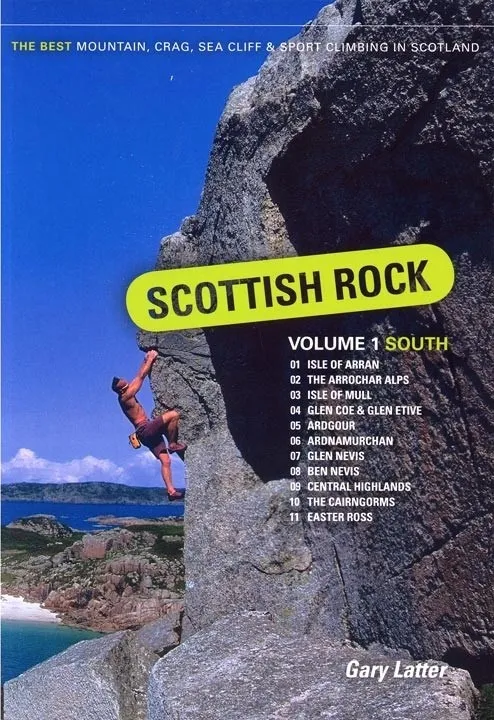 THE BEST MOUNTAIN, CRAG, SEA CLIFF & SPORT CLIMBING IN SCOTLAND
SCOTTISH ROCK
VOLUME 1 SOUTH
01 ISLE OF ARRAN
02 THE ARROCHAR ALPS
03 ISLE OF MULL
04 GLEN COE & GLEN ETIVE
05 ARDGOUR
06 ARDNAMURCHAN
07 GLEN NEVIS
08 BEN NEVIS
09 CENTRAL HIGHLANDS
10 THE CAIRNGORMS
11 EASTER ROSS
Gary Latter